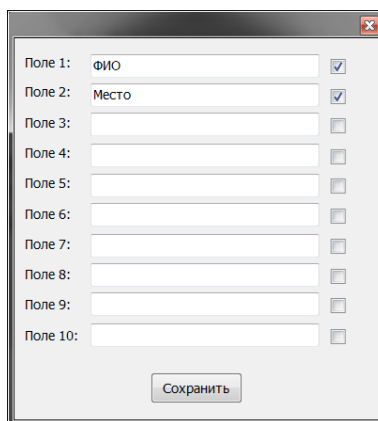 Поле 1: ФИО
Поле 2: Место
Поле 3:
Поле 4:
Поле 5:
Поле 6:
Поле 7:
Поле 8:
Поле 9:
Поле 10:
Сохранить